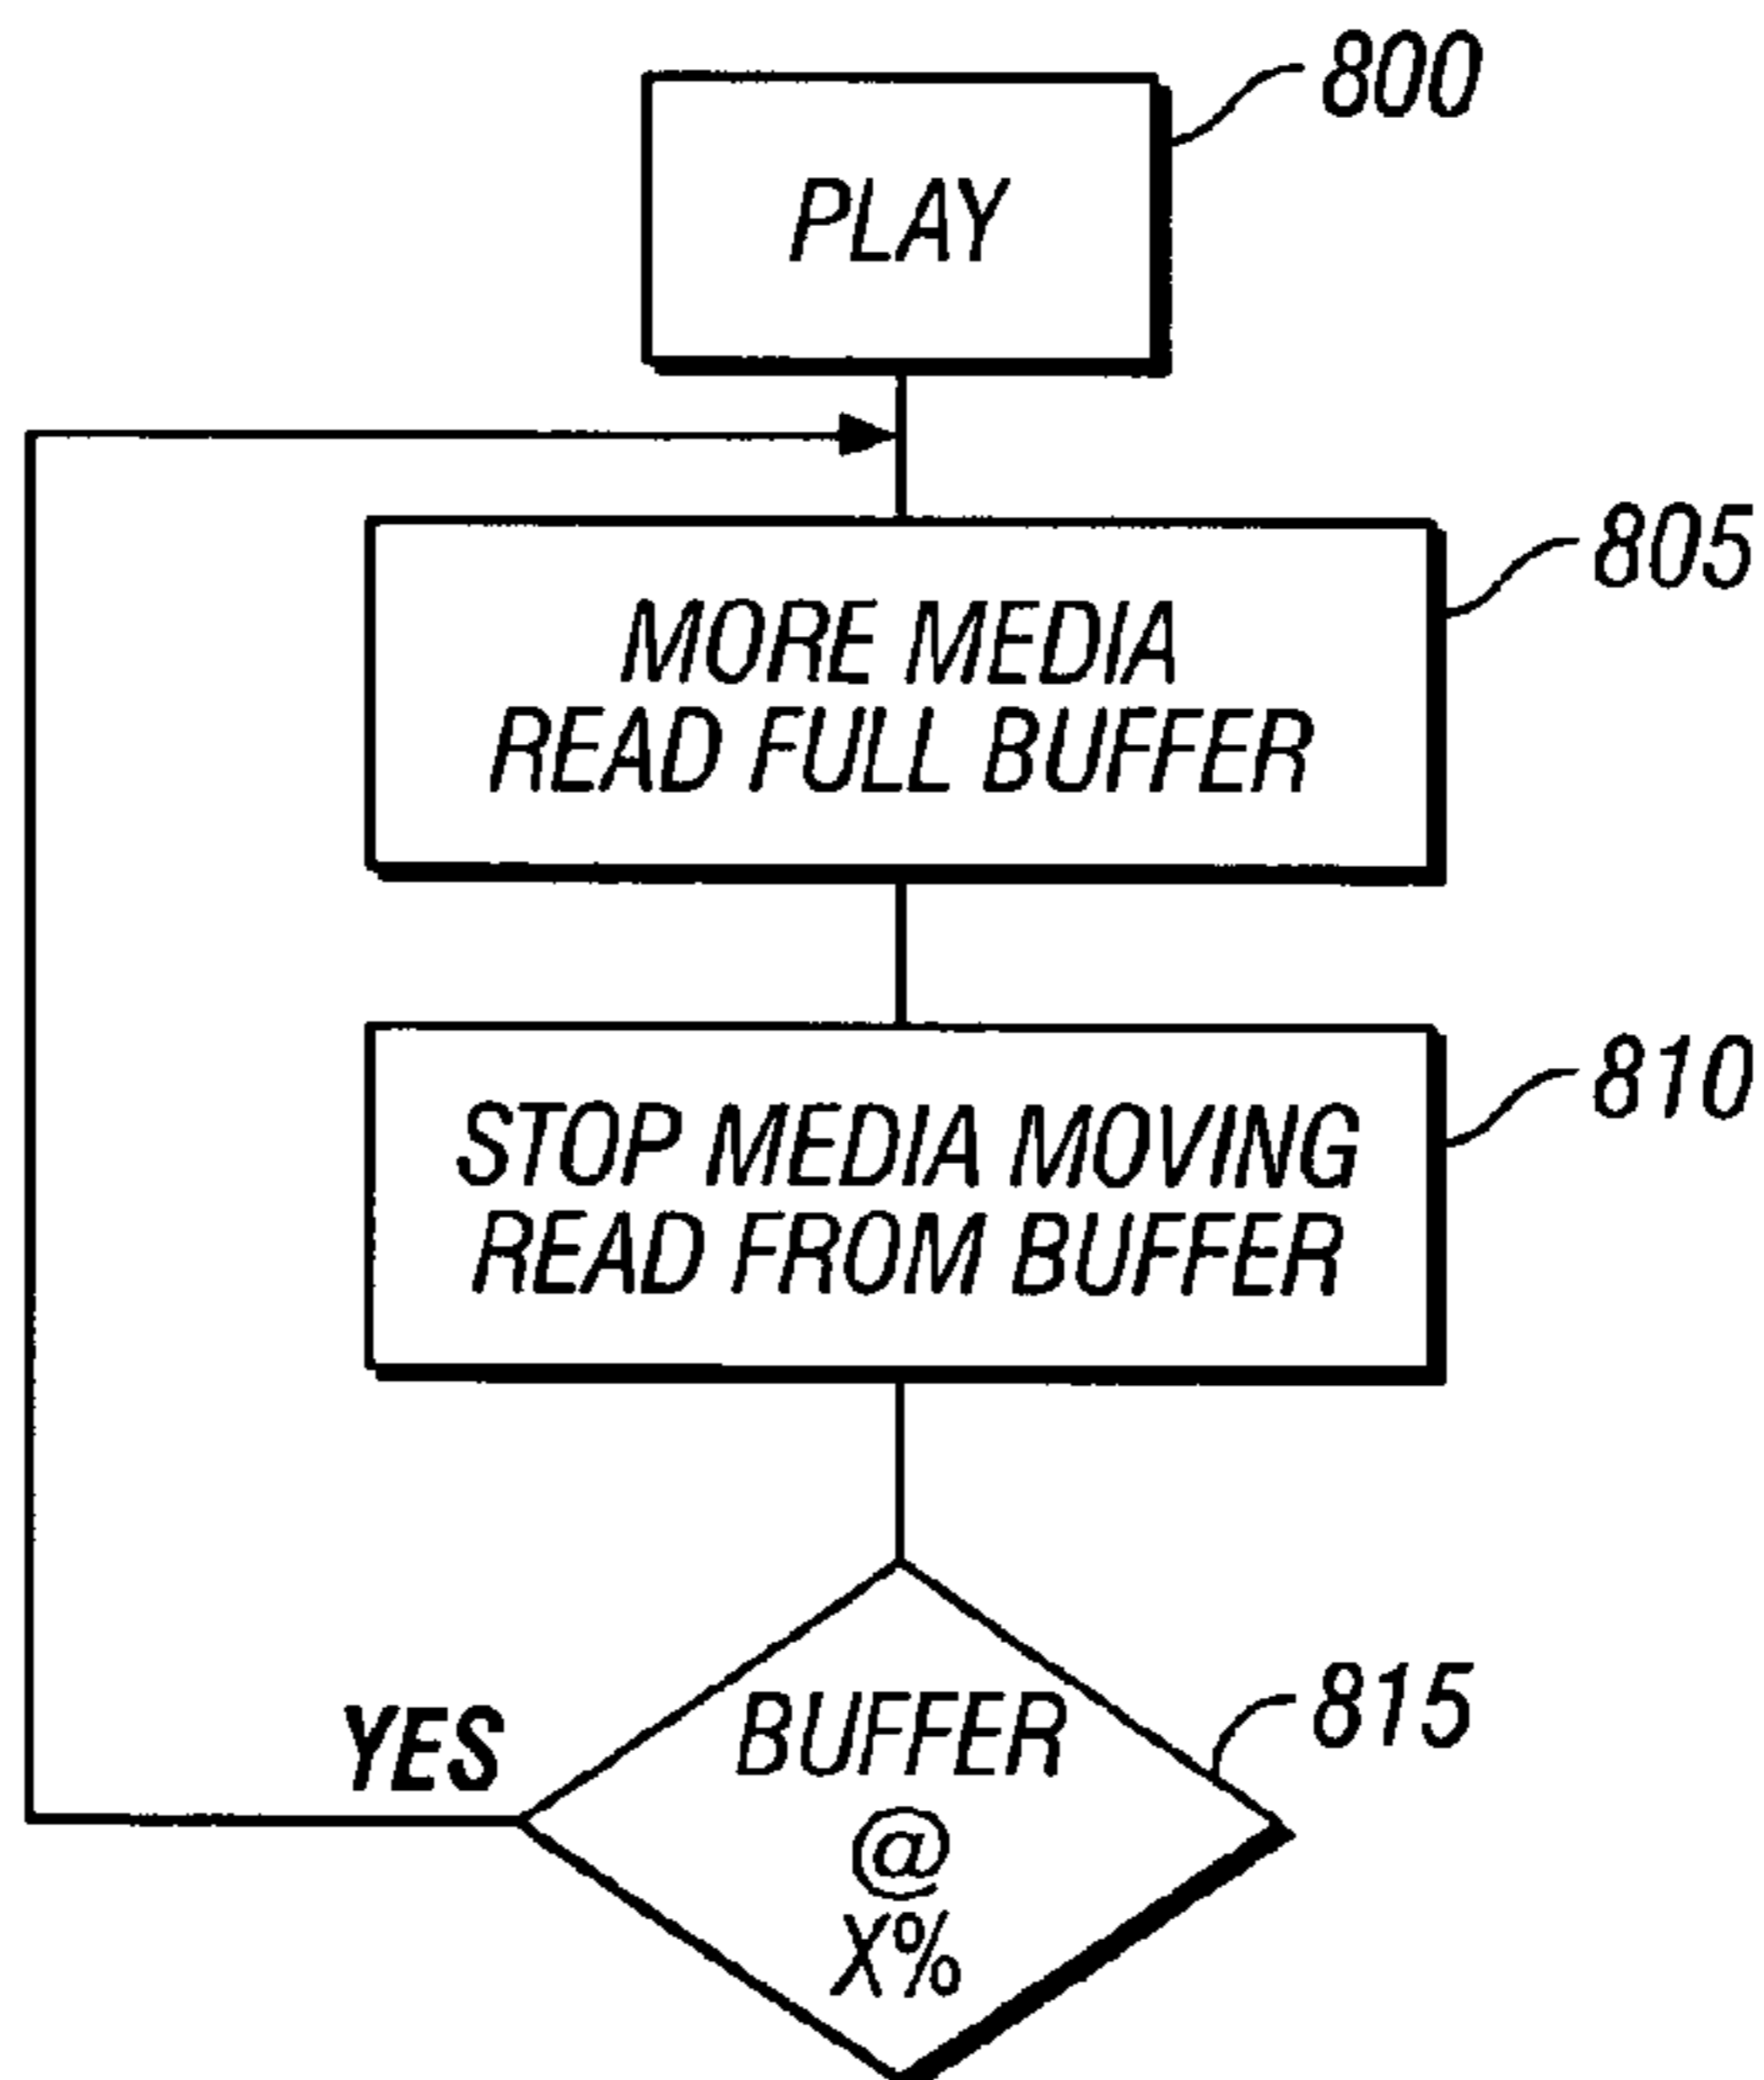 800
PLAY
805
MORE MEDIA
READ FULL BUFFER
810
STOP MEDIA MOVING
READ FROM BUFFER
815
YES
BUFFER
@
X%